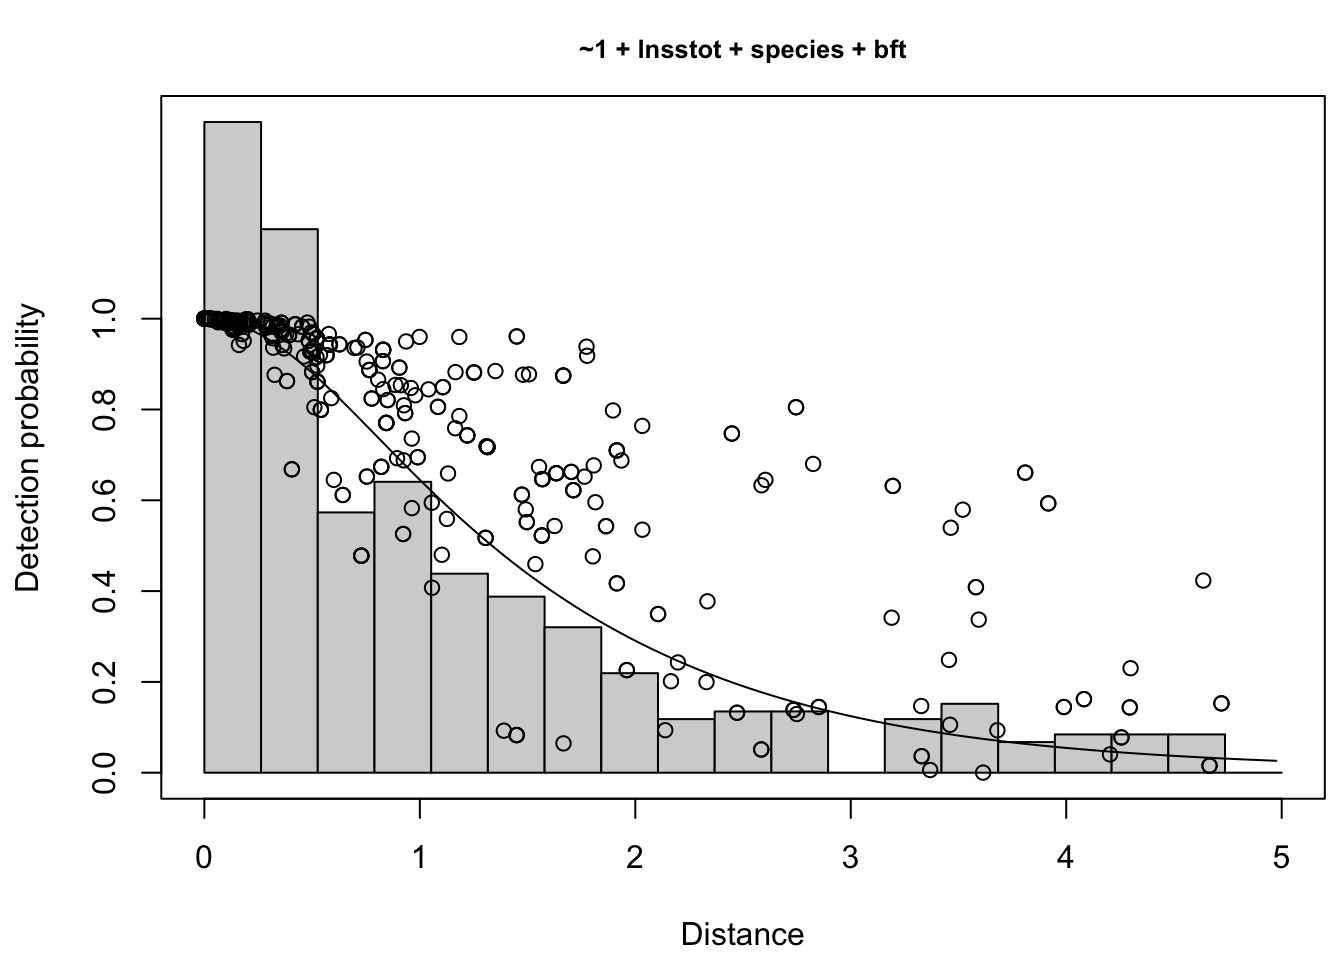 ~1 + lnsstot + species + bft
Detection probability
1.0
0.8
0.6
0.4
0.2
0.0
0 1 2 3 4 5
Distance